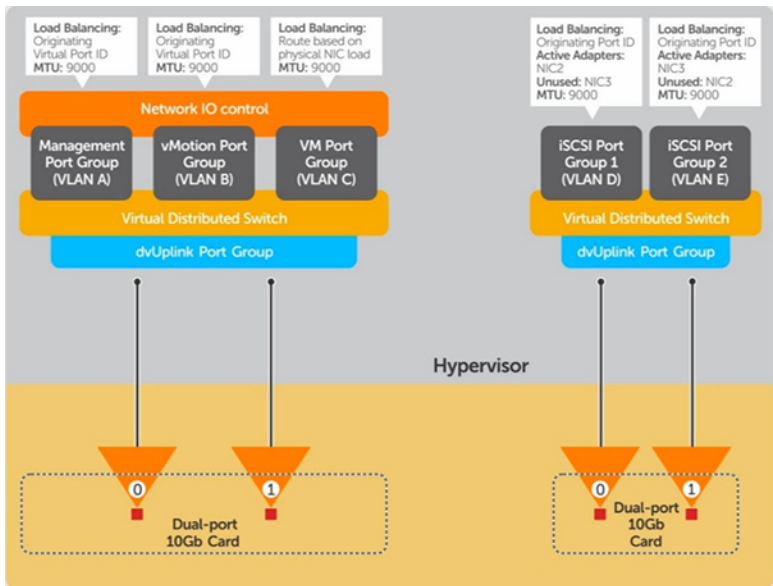 Load Balancing:
Originating
Virtual Port ID
MTU: 9000
Load Balancing:
Originating
Virtual Port ID
MTU: 9000
Load Balancing:
Route based on
physical NIC load
MTU: 9000
Load Balancing:
Originating Port ID
Active Adapters:
NIC2
Unused: NIC3
MTU: 9000
Load Balancing:
Originating Port ID
Active Adapters:
NIC3
Unused: NIC2
MTU: 9000
Network IO control
Management
Port Group
(VLAN A)
vMotion Port
Group
(VLAN B)
VM Port
Group
(VLAN C)
iSCSI Port
Group 1
(VLAN D)
iSCSI Port
Group 2
(VLAN E)
Virtual Distributed Switch
Virtual Distributed Switch
dvUplink Port Group
dvUplink Port Group
Hypervisor
0
1
Dual-port
10Gb Card
0
1
Dual-port
10Gb
Card